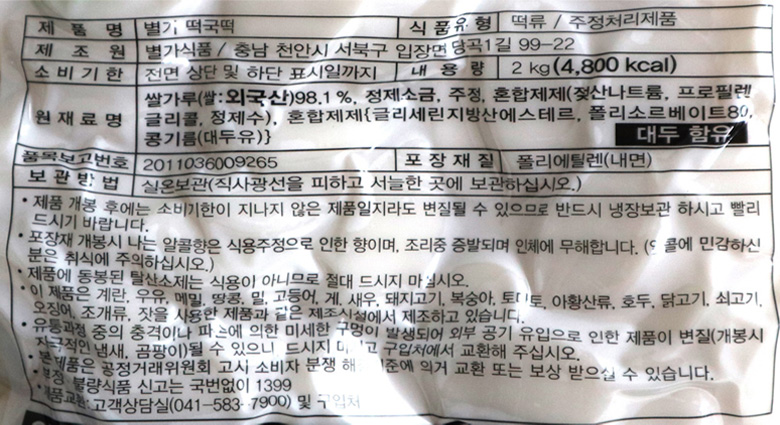 제 품 명 별가 떡국떡 식 품 유 형 떡류 / 주정처리제품
제 조 원 별가식품 / 충남 천안시 서북구 입장면 당곡1길 99-22
소 비 기 한 전면 상단 및 하단 표시일까지 내 용 량 2 kg(4,800 kcal)
원 재 료 명 쌀가루(쌀:외국산)98.1%, 정제소금, 주정, 혼합제제(젖산나트륨, 프로필렌
글리콜, 정제수), 혼합제제{글리세린지방산에스테르, 폴리소르베이트80,
콩기름(대두유)} 대두 함유
품목보고번호 2011036009265 포 장 재 질 폴리에틸렌(내면)
보 관 방 법 실온보관(직사광선을 피하고 서늘한 곳에 보관하십시오.)
• 제품 개봉 후에는 소비기한이 지나지 않은 제품일지라도 변질될 수 있으므로 반드시 냉장보관 하시고 빨리
드시기 바랍니다.
• 포장재 개봉시 나는 알콜향은 식용주정으로 인한 향이며, 조리중 증발되며 인체에 무해합니다. 민감하신
분은 취식에 주의하십시오.)
• 제품에 동봉된 탈산소제는 식용이 아니므로 절대 드시지 마십시오.
• 이 제품은 계란, 우유, 메밀, 땅콩, 밀, 고등어, 게, 새우, 돼지고기, 복숭아, 토마토, 아황산류, 호두, 닭고기, 쇠고기,
오징어, 조개류, 잣을 사용한 제품과 같은 제조시설에서 제조하고 있습니다.
• 유통과정 중의 충격이나 파손에 의한 미세한 구멍이 발생되어 외부 공기 유입으로 인한 제품이 변질(개봉시
자극적인 냄새, 곰팡이)될 수 있으니 드시지 구입처에서 교환해 주십시오.
• 본 제품은 공정거래위원회 고시 소비자 분쟁 의거 교환 또는 보상 받으실 수 있습니다.
불량식품 신고는 국번없이 1399
고객상담실(041-583-7900) 및 구입처